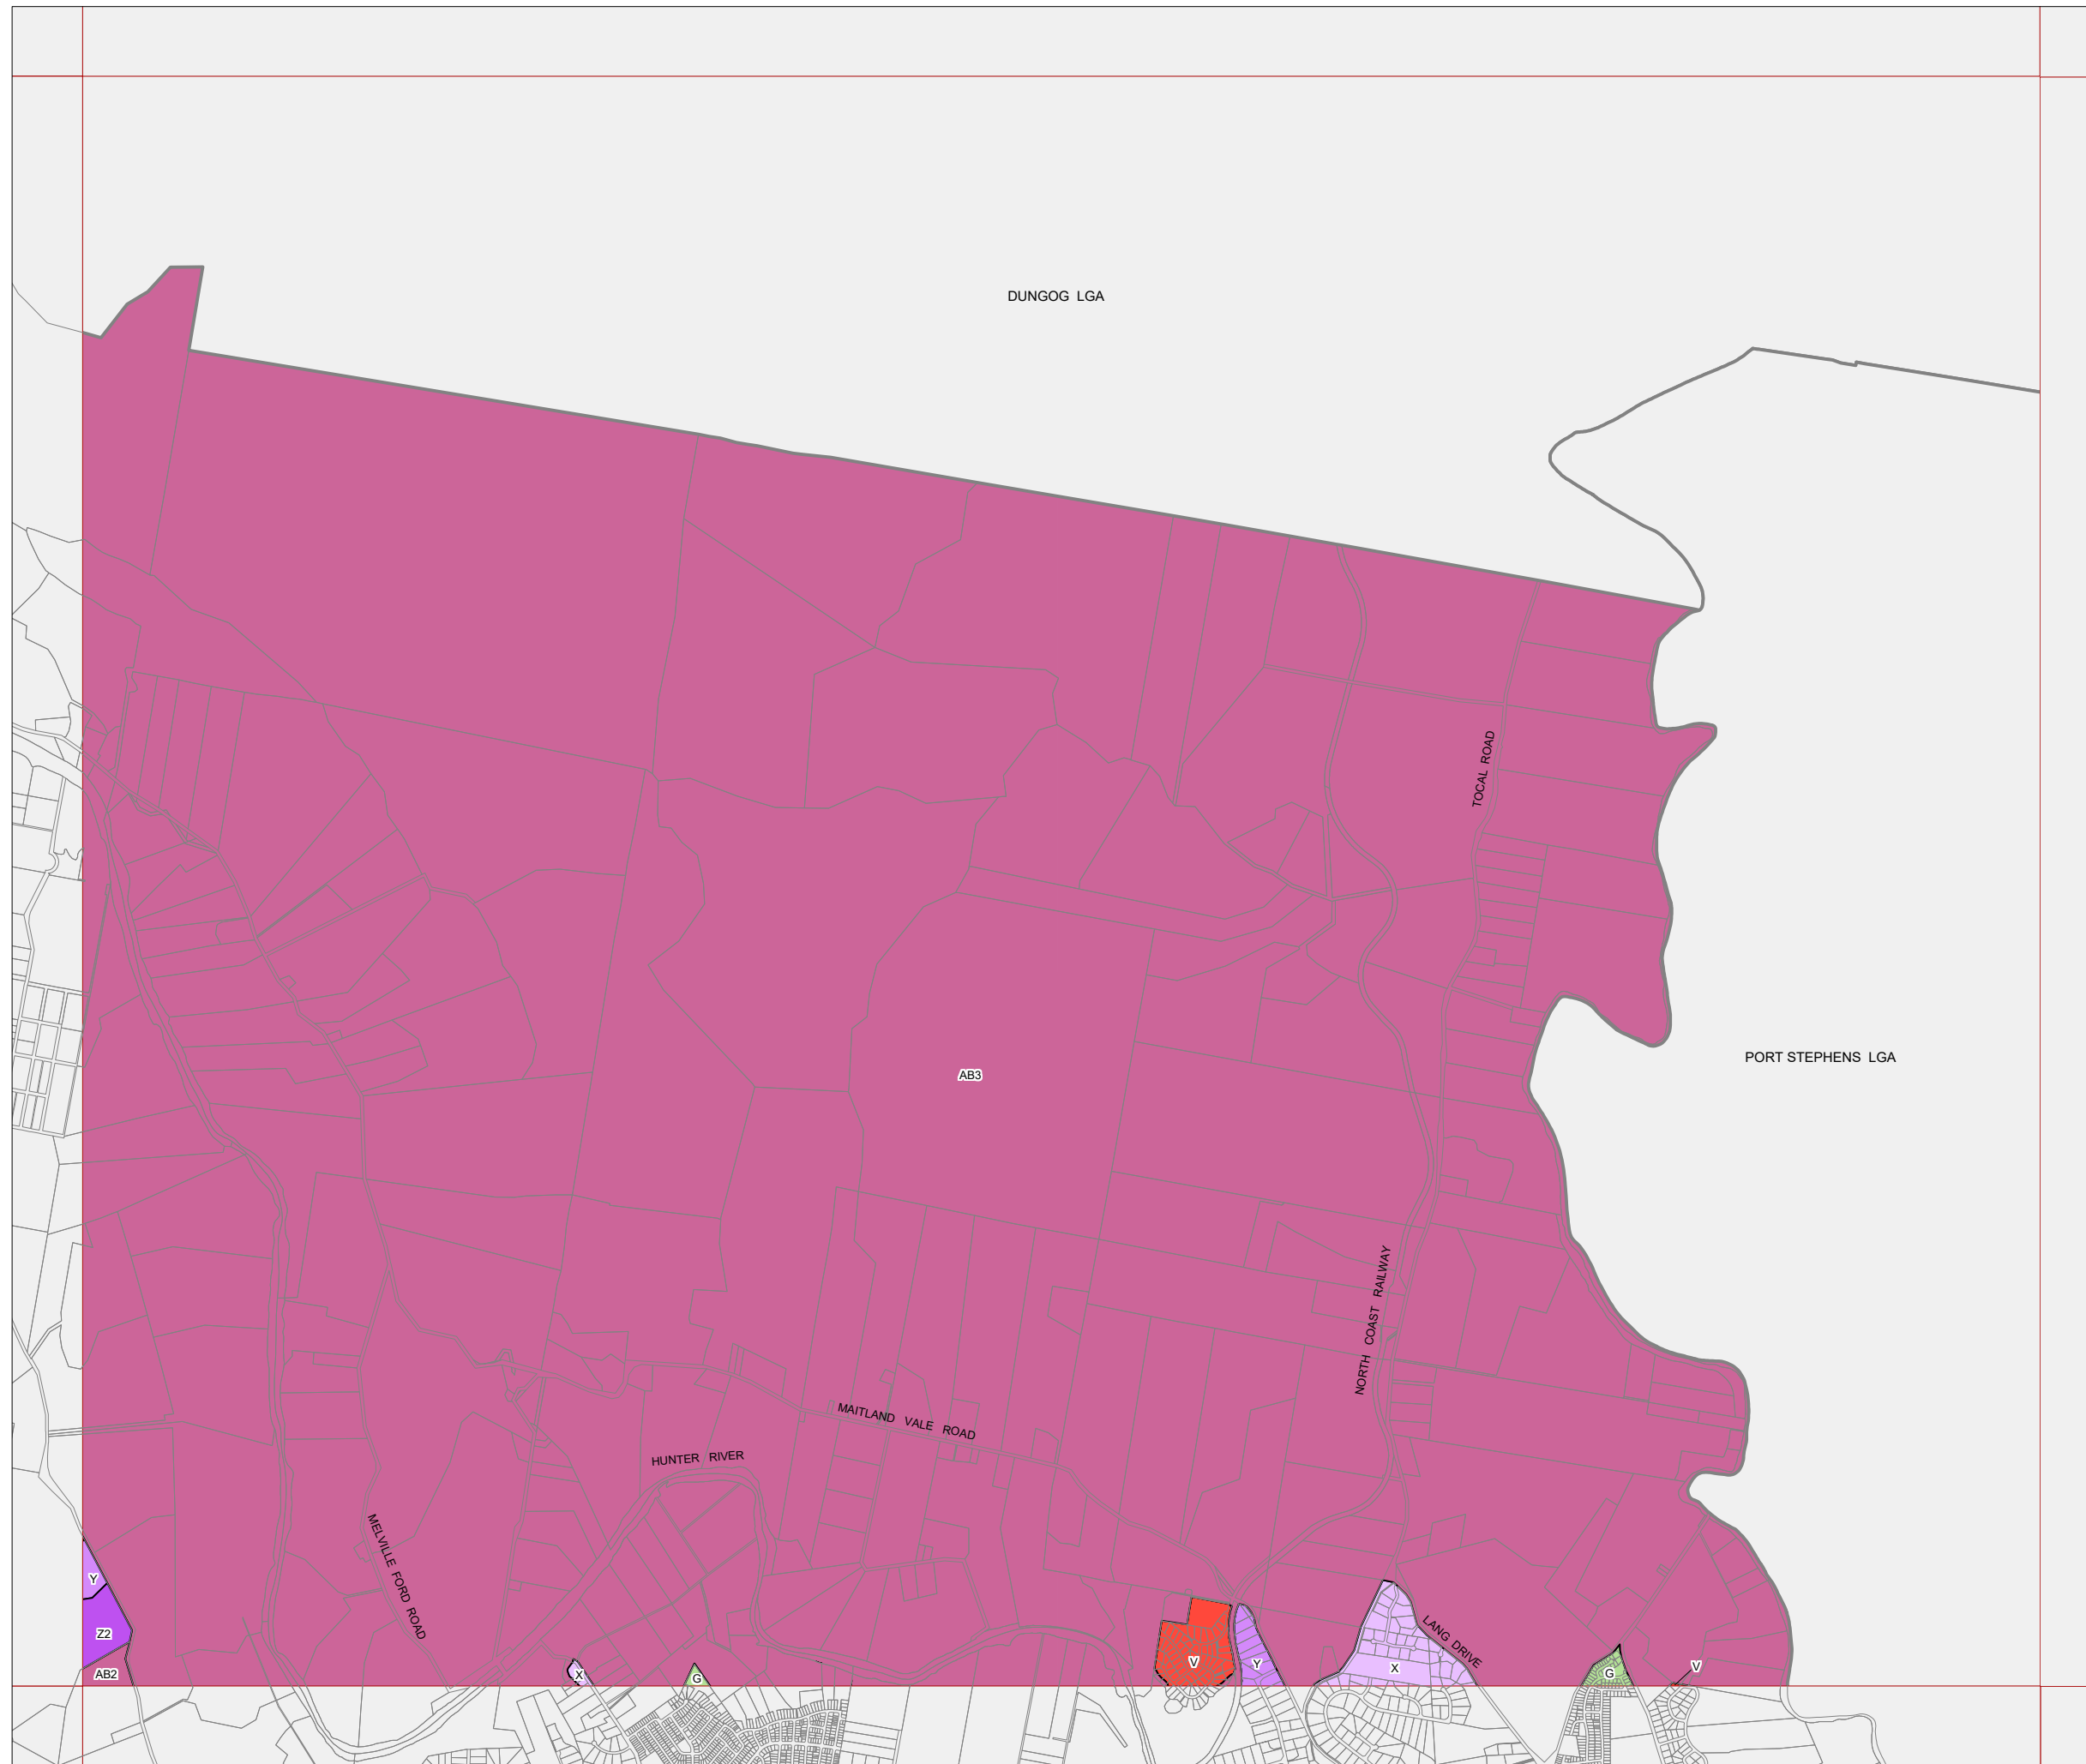 DUNGOG LGA
TOCAL ROAD
PORT STEPHENS LGA
AB3
NORTH COAST RAILWAY
MAITLAND VALE ROAD
HUNTER RIVER
MELVILLE FORD ROAD
Y
Z2
AB2
X
G
V
Y
X
LANG DRIVE
G
V